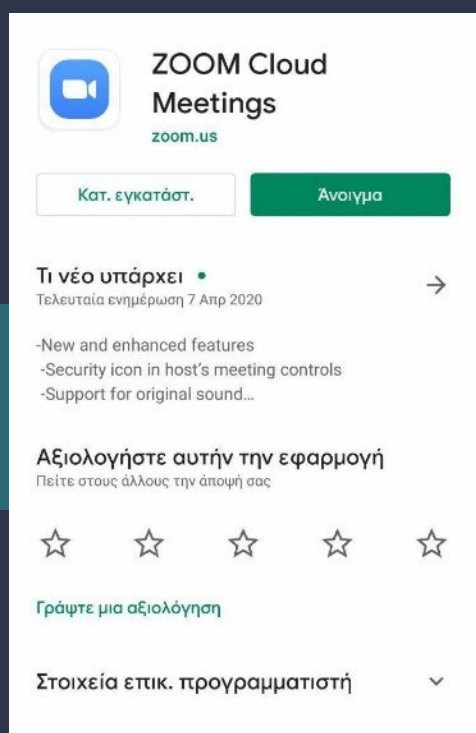 ZOOM Cloud
Meetings
zoom.us
Κατ. εγκατάστ.
Άνοιγμα
Τι νέο υπάρχει
Τελευταία ενημέρωση 7 Απρ 2020
-New and enhanced features
-Security icon in host's meeting controls
-Support for original sound...
Αξιολογήστε αυτήν την εφαρμογή
Πείτε στους άλλους την άποψή σας
Γράψτε μια αξιολόγηση
Στοιχεία επικ. προγραμματιστή